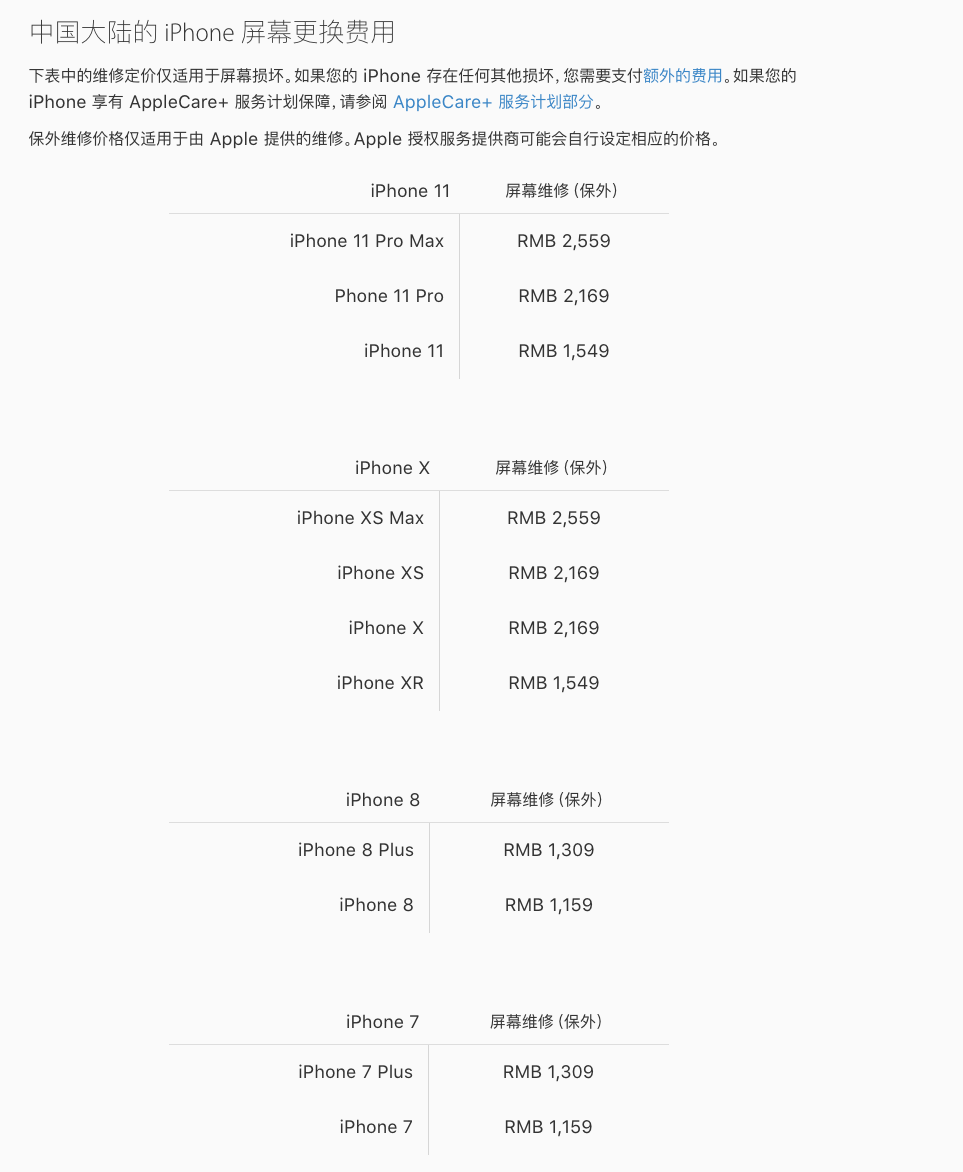 中国大陆的 iPhone 屏幕更换费用
下表中的维修定价仅适用于屏幕损坏。如果您的 iPhone 存在任何其他损坏，您需要支付额外的费用。如果您的
iPhone 享有 AppleCare+ 服务计划保障，请参阅 AppleCare+ 服务计划部分。
保外维修价格仅适用于由 Apple 提供的维修。Apple 授权服务提供商可能会自行设定相应的价格。
iPhone 11 屏幕维修 (保外)
iPhone 11 Pro Max RMB 2,559
Phone 11 Pro RMB 2,169
iPhone 11 RMB 1,549
iPhone X 屏幕维修 (保外)
iPhone XS Max RMB 2,559
iPhone XS RMB 2,169
iPhone X RMB 2,169
iPhone XR RMB 1,549
iPhone 8 屏幕维修 (保外)
iPhone 8 Plus RMB 1,309
iPhone 8 RMB 1,159
iPhone 7 屏幕维修 (保外)
iPhone 7 Plus RMB 1,309
iPhone 7 RMB 1,159